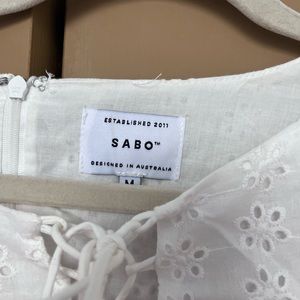 ESTABLISHED 2011
SABO™
DESIGNED IN AUSTRALIA
M